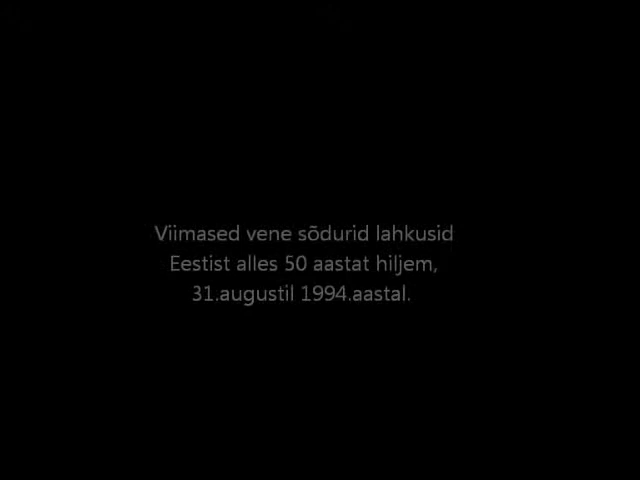 Viimased vene sõdurid lahkusid
Eestist alles 50 aastat hiljem,
31.augustil 1994.aastal.